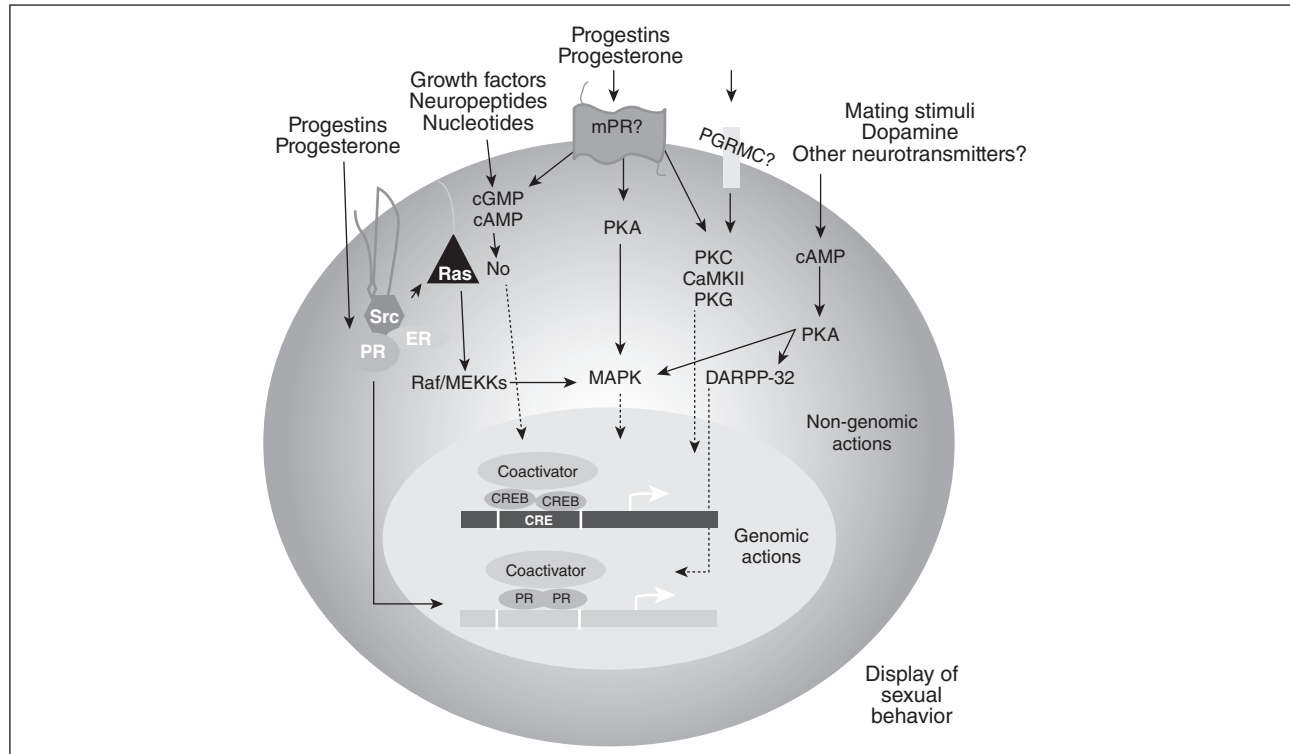 Progestins
Progesterone
Growth factors
Neuropeptides
Nucleotides
Progestins
Progesterone
mPR?
PGRMC?
Mating stimuli
Dopamine
Other neurotransmitters?
cGMP
cAMP
No
PKA
PKC
CaMKII
PKG
cAMP
PKA
Ras
Src
ER
PR
Raf/MEKKs
MAPK
DARPP-32
Non-genomic
actions
Coactivator
CREB
CREB
CRE
Genomic
actions
Coactivator
PR
PR
Display of
sexual
behavior